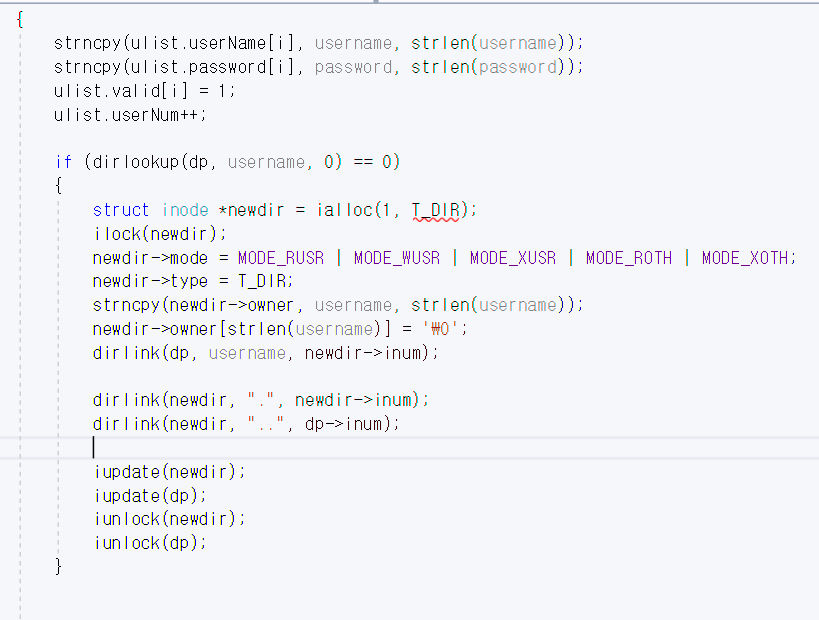 {
strncpy(ulist.userName[i], username, strlen(username));
strncpy(ulist.password[i], password, strlen(password));
ulist.valid[i] = 1;
ulist.userNum++;
if (dirlookup(dp, username, 0) == 0)
{
struct inode *newdir = ialloc(1, T_DIR);
ilock(newdir);
newdir->mode = MODE_RUSR | MODE_WUSR | MODE_XUSR | MODE_ROTH | MODE_XOTH;
newdir->type = T_DIR;
strncpy(newdir->owner, username, strlen(username));
newdir->owner[strlen(username)] = '₩0';
dirlink(dp, username, newdir->inum);
dirlink(newdir, ".", newdir->inum);
dirlink(newdir, "..", dp->inum);
iupdate(newdir);
iupdate(dp);
iunlock(newdir);
iunlock(dp);
}